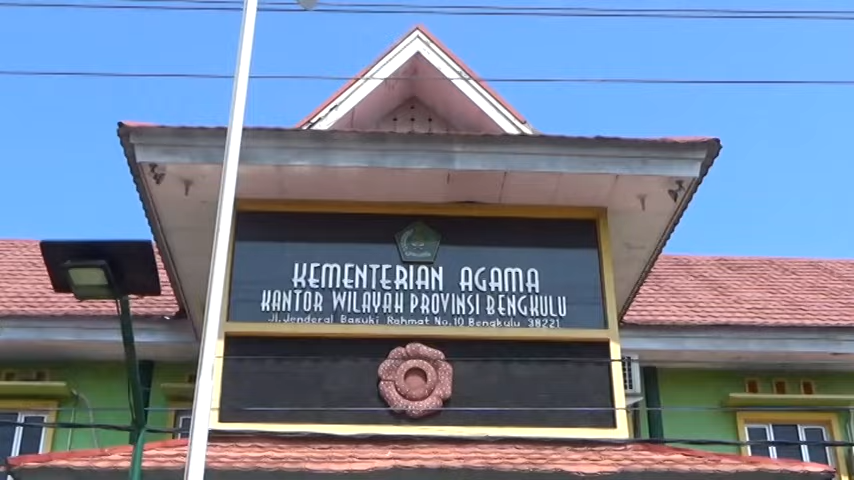 KEMENTERIAN AGAMA
KANTOR WILAYAH PROVINSI BENGKULU
Jl. Jenderal Basuki Rahmat No.10 Bengkulu 38221